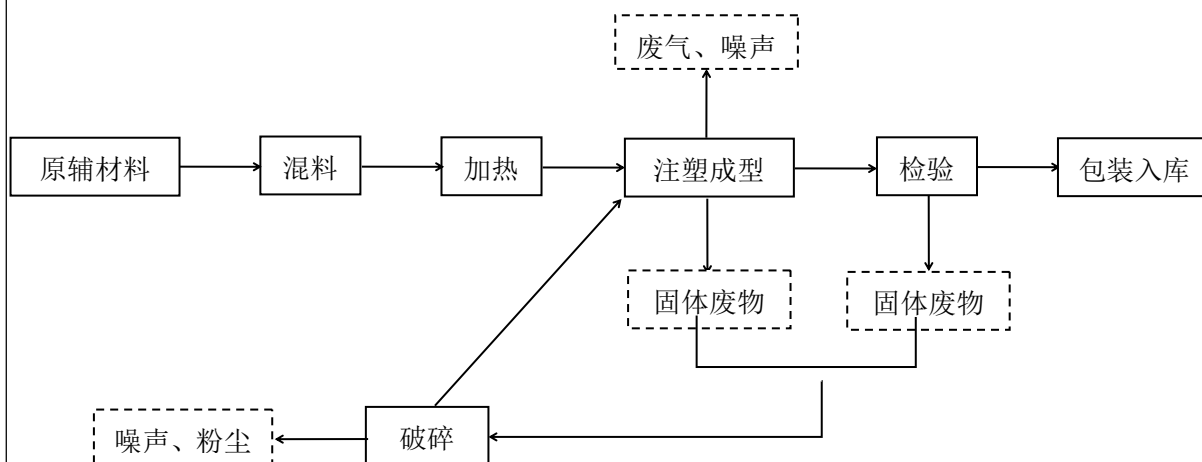 废气、噪声
原辅材料
混料
加热
注塑成型
检验
包装入库
固体废物
固体废物
噪声、粉尘
破碎